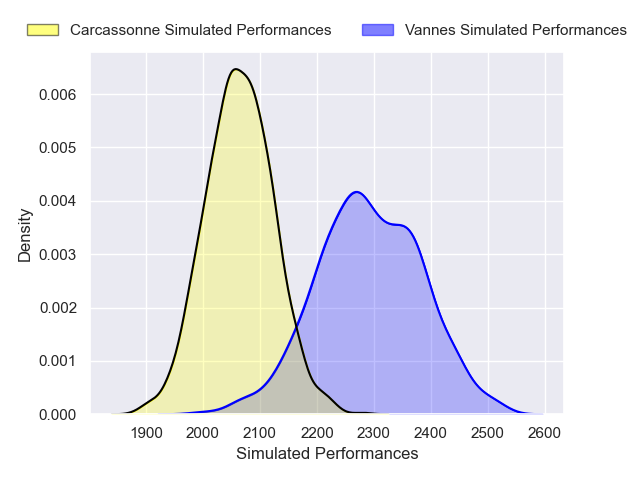 Carcassonne Simulated Performances Vannes Simulated Performances
0.006
0.005
0.004
0.003
0.002
0.001
0.000
Density
1900 2000 2100 2200 2300 2400 2500 2600
Simulated Performances